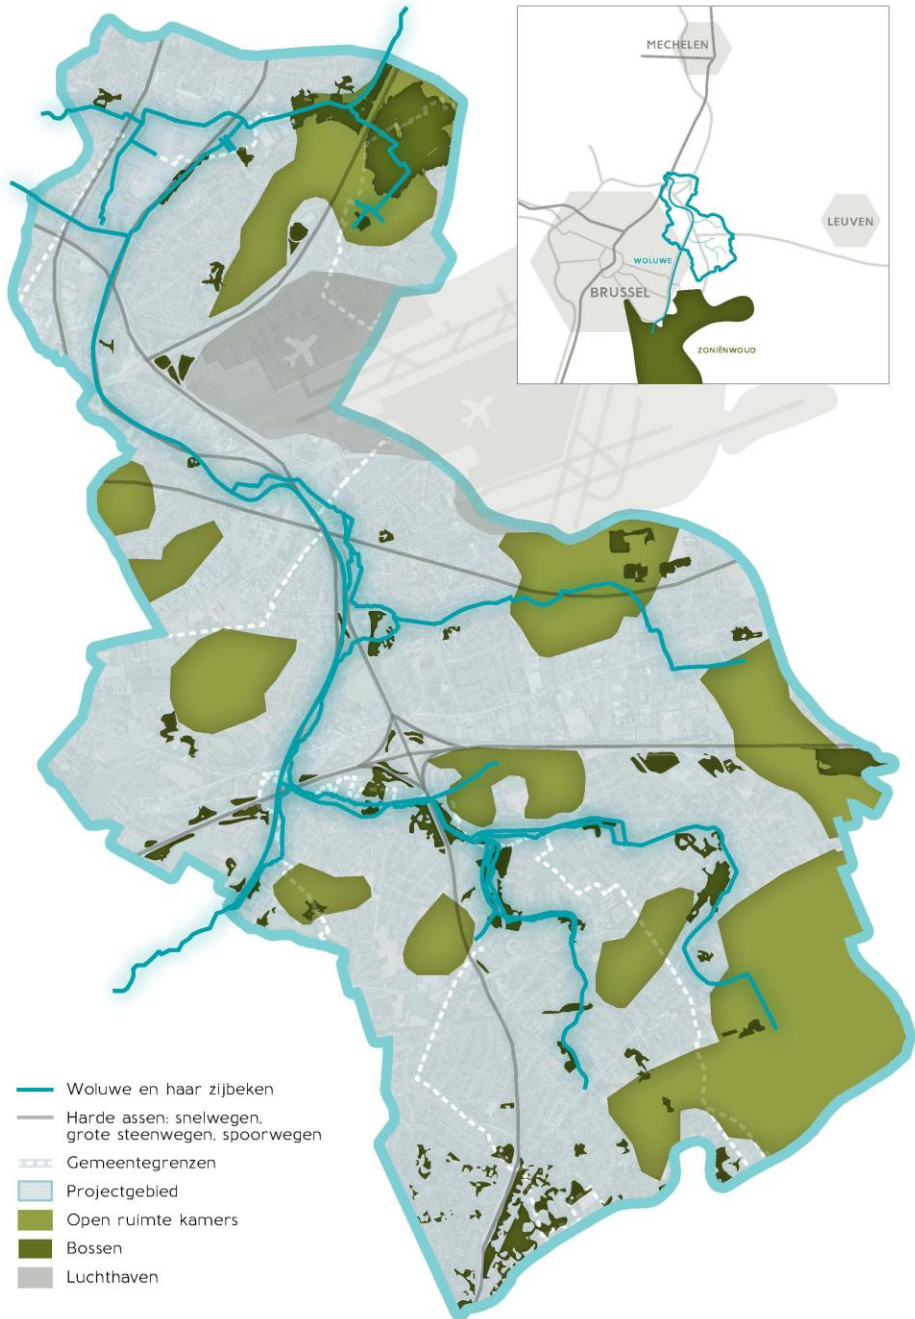 MECHELEN
LEUVEN
WOLUWE
BRUSSEL
ZONIËNWOUD
Woluwe en haar zijbeken
Harde assen: snelwegen,
grote steenwegen, spoorwegen
Gemeentegrenzen
Projectgebied
Open ruimte kamers
Bossen
Luchthaven